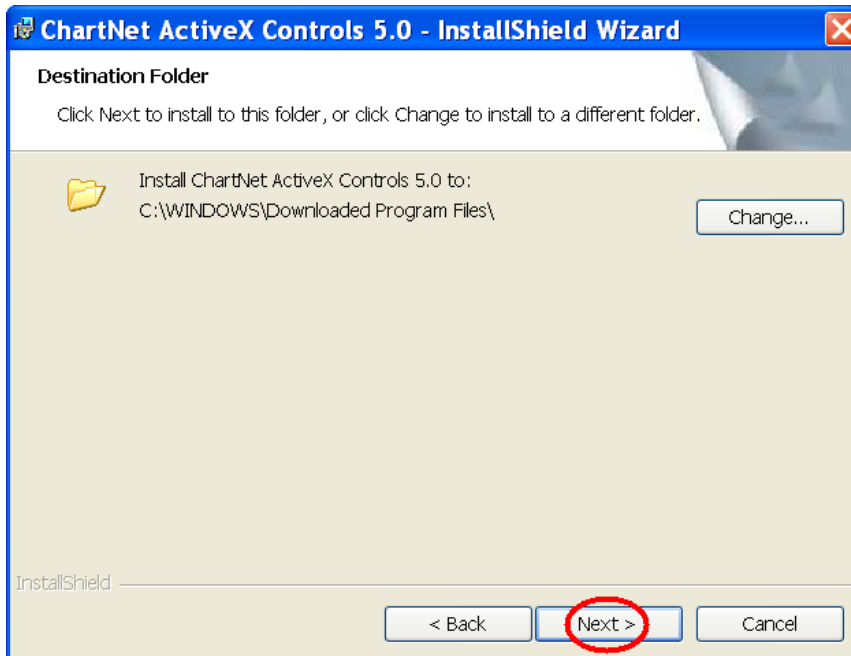 ChartNet ActiveX Controls 5.0 - InstallShield Wizard
Destination Folder
Click Next to install to this folder, or click Change to install to a different folder.
Install ChartNet ActiveX Controls 5.0 to:
C:\WINDOWS\Downloaded Program Files\
Change...
InstallShield
< Back
Next >
Cancel